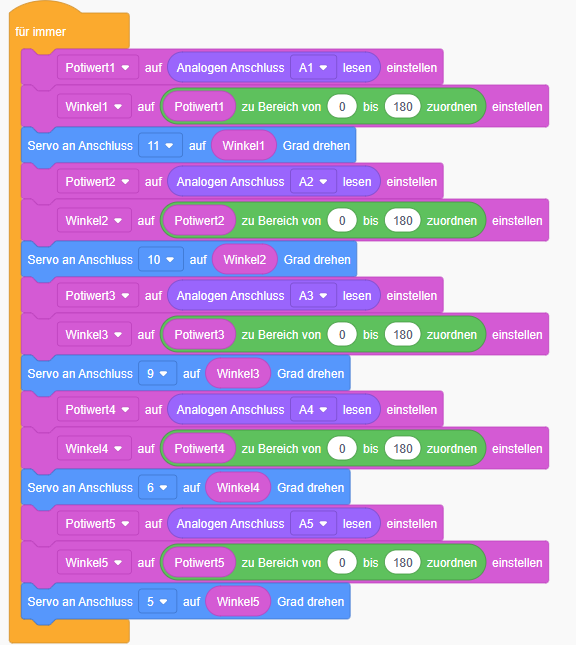 für immer
Potiwert1 auf Analogen Anschluss A1 lesen einstellen
Winkel1 auf Potiwert1 zu Bereich von 0 bis 180 zuordnen einstellen
Servo an Anschluss 11 auf Winkel1 Grad drehen
Potiwert2 auf Analogen Anschluss A2 lesen einstellen
Winkel2 auf Potiwert2 zu Bereich von 0 bis 180 zuordnen einstellen
Servo an Anschluss 10 auf Winkel2 Grad drehen
Potiwert3 auf Analogen Anschluss A3 lesen einstellen
Winkel3 auf Potiwert3 zu Bereich von 0 bis 180 zuordnen einstellen
Servo an Anschluss 9 auf Winkel3 Grad drehen
Potiwert4 auf Analogen Anschluss A4 lesen einstellen
Winkel4 auf Potiwert4 zu Bereich von 0 bis 180 zuordnen einstellen
Servo an Anschluss 6 auf Winkel4 Grad drehen
Potiwert5 auf Analogen Anschluss A5 lesen einstellen
Winkel5 auf Potiwert5 zu Bereich von 0 bis 180 zuordnen einstellen
Servo an Anschluss 5 auf Winkel5 Grad drehen